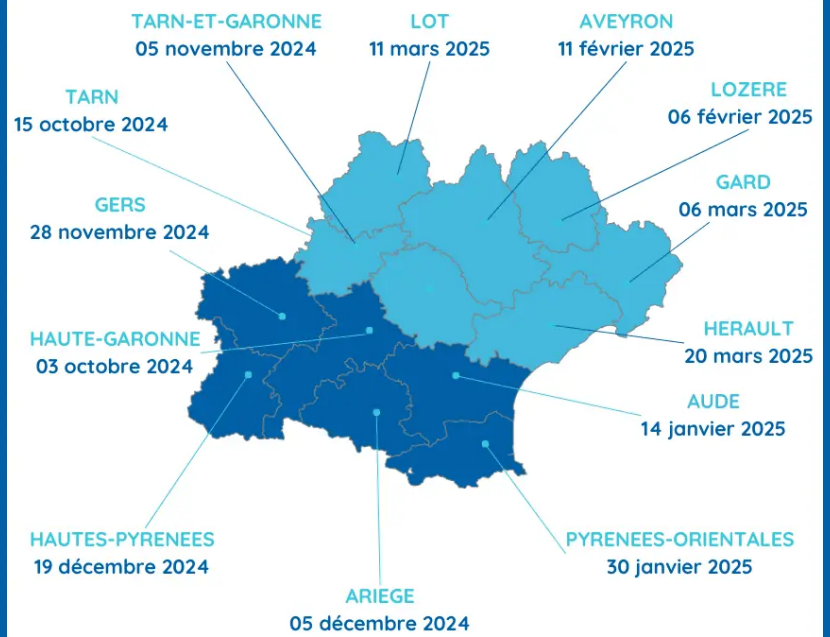 TARN-ET-GARONNE
05 novembre 2024
LOT
11 mars 2025
AVEYRON
11 février 2025
LOZERE
06 février 2025
TARN
15 octobre 2024
GARD
06 mars 2025
GERS
28 novembre 2024
HERAULT
20 mars 2025
HAUTE-GARONNE
03 octobre 2024
AUDE
14 janvier 2025
HAUTES-PYRENEES
19 décembre 2024
PYRENEES-ORIENTALES
30 janvier 2025
ARIEGE
05 décembre 2024